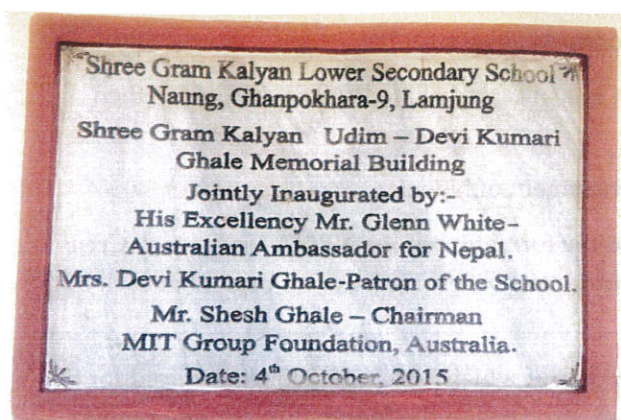 Shree Gram Kalyan Lower Secondary School
Naung, Ghanpokhara-9, Lamjung
Shree Gram Kalyan Udim – Devi Kumari
Ghale Memorial Building
Jointly Inaugurated by:-
His Excellency Mr. Glenn White–
Australian Ambassador for Nepal.
Mrs. Devi Kumari Ghale-Patron of the School.
Mr. Shesh Ghale – Chairman
MIT Group Foundation, Australia.
Date: 4th October, 2015